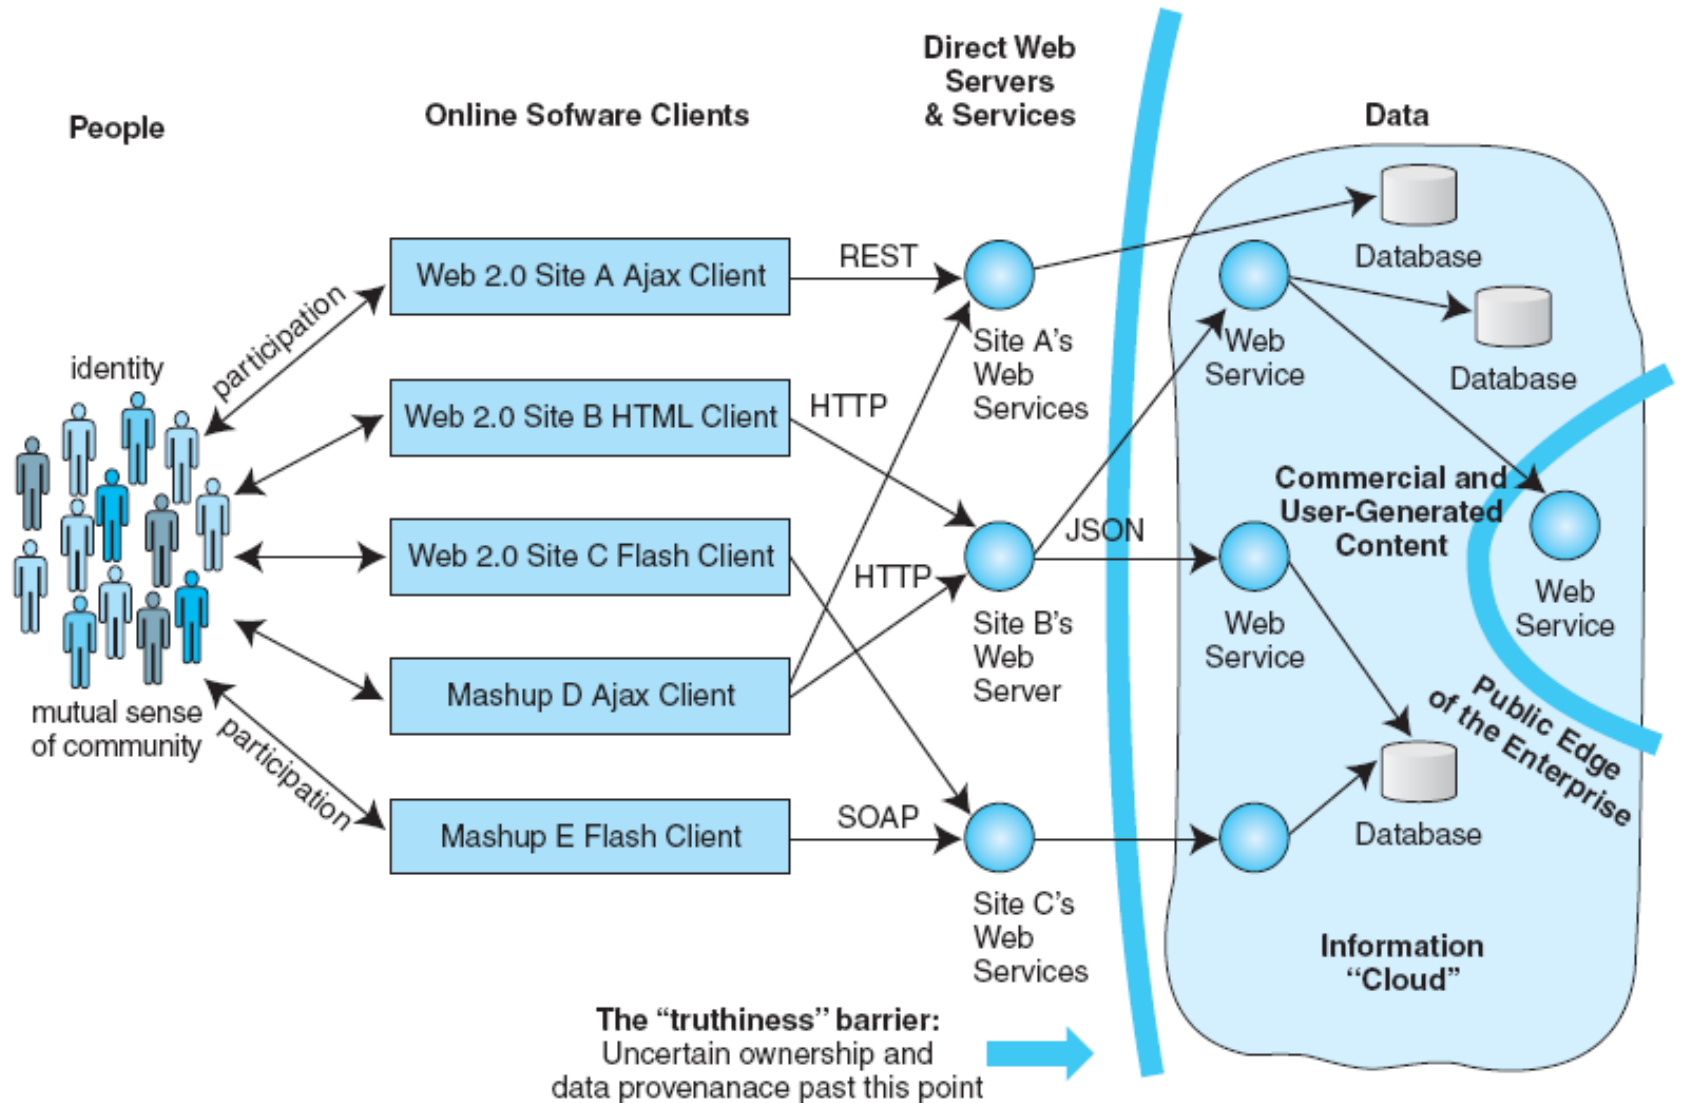 People
Online Sofware Clients
Direct Web
Servers
& Services
Data
identity
participation
mutual sense
of community
participation
Web 2.0 Site A Ajax Client
Web 2.0 Site B HTML Client
Web 2.0 Site C Flash Client
Mashup D Ajax Client
Mashup E Flash Client
REST
HTTP
HTTP
SOAP
Site A's
Web
Services
Site B's
Web
Server
Site C's
Web
Services
JSON
Database
Web
Service
Database
Commercial and
User-Generated
Content
Web
Service
Web
Service
Public Edge
of the Enterprise
Database
Information
“Cloud”
The “truthiness” barrier:
Uncertain ownership and
data provenanace past this point